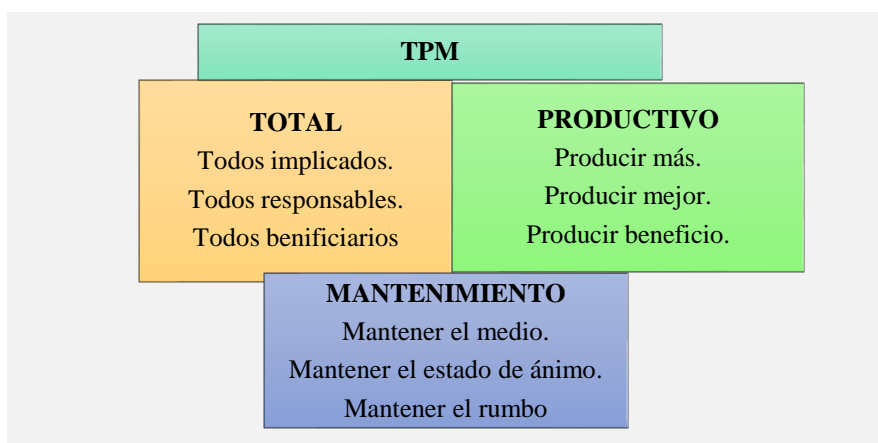 TPM
TOTAL
Todos implicados.
Todos responsables.
Todos benificiarios
PRODUCTIVO
Producir más.
Producir mejor.
Producir beneficio.
MANTENIMIENTO
Mantener el medio.
Mantener el estado de ánimo.
Mantener el rumbo